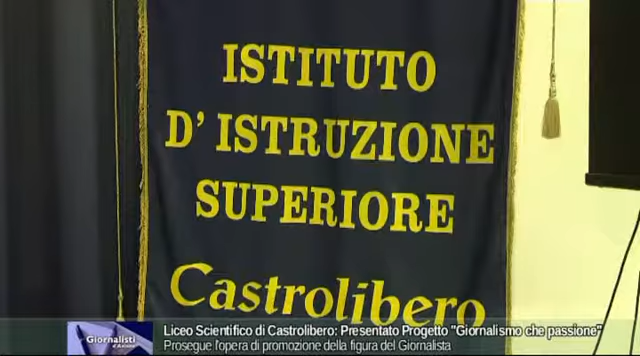 ISTITUTO
D' ISTRUZIONE
SUPERIORE
Castrolibero
Giornalisti
Liceo Scientifico di Castrolibero: Presentato Progetto "Giornalismo che passione"
Prosegue l'opera di promozione della figura del Giornalista